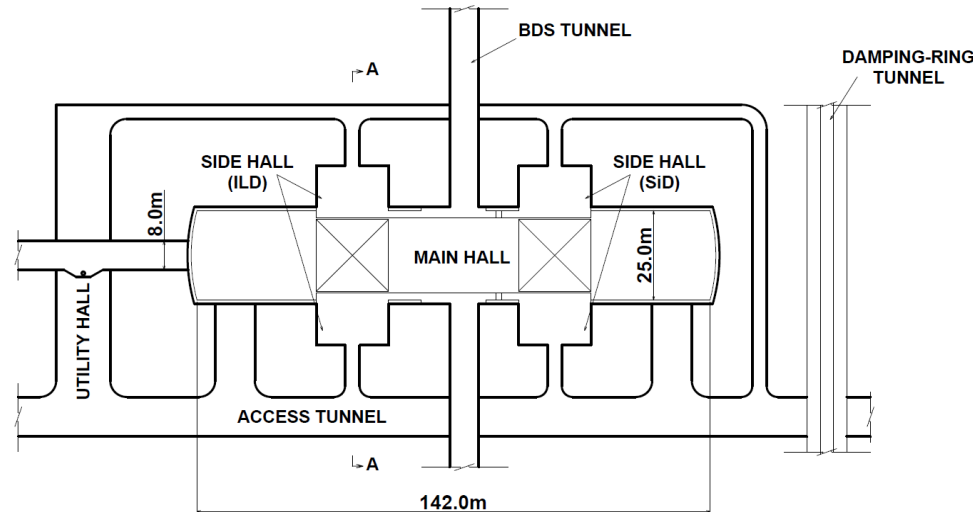 BDS TUNNEL
DAMPING-RING
TUNNEL
A
SIDE HALL
(ILD)
SIDE HALL
(SiD)
8.0m
MAIN HALL
25.0m
UTILITY HALL
ACCESS TUNNEL
A
142.0m